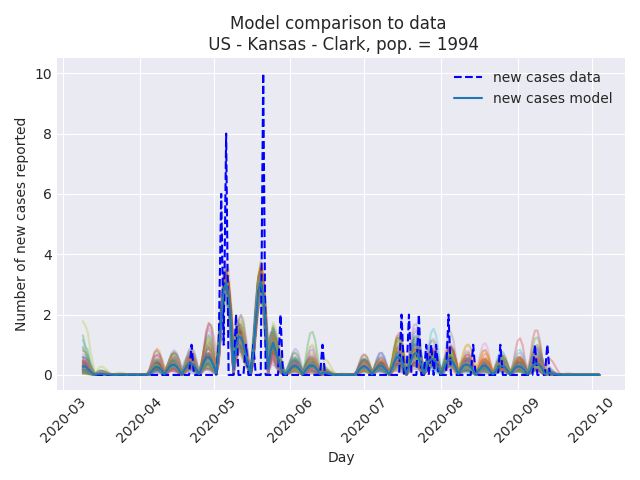 Model comparison to data
US - Kansas - Clark, pop. = 1994
new cases data
new cases model
Number of new cases reported
10
8
6
4
2
0
2020-03
2020-04
2020-05
2020-06
2020-07
2020-08
2020-09
2020-10
Day